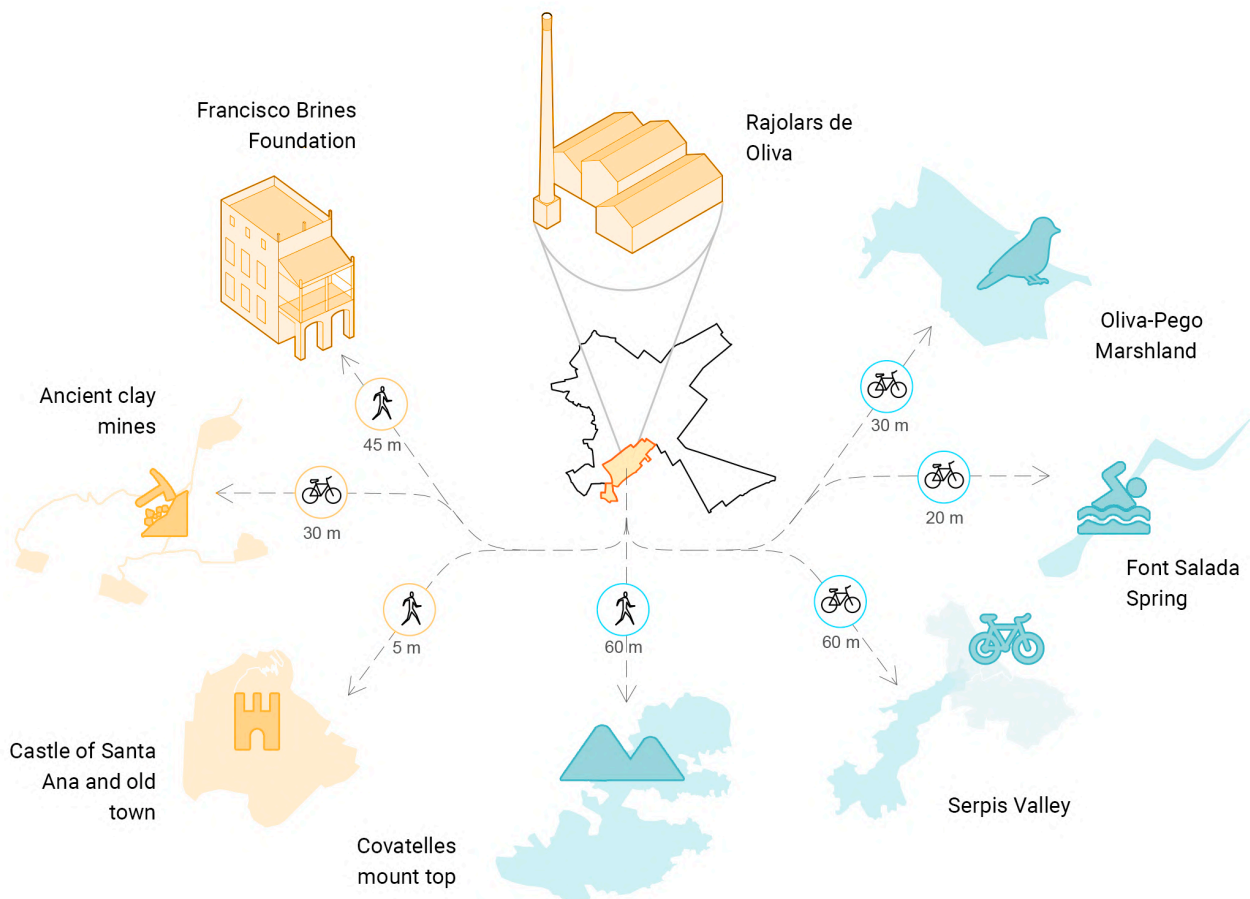 Francisco Brines
Foundation
Rajolars de
Oliva
Oliva-Pego
Marshland
Ancient clay
mines
45 m
30 m
30 m
20 m
Font Salada
Spring
5 m
60 m
60 m
Castle of Santa
Ana and old
town
Serpis Valley
Covatelles
mount top